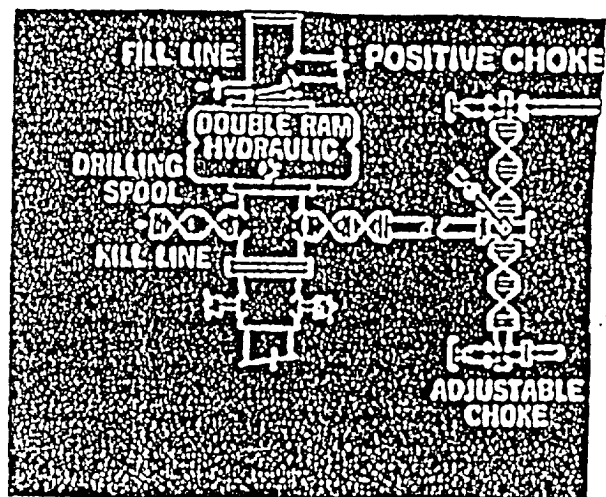 FILL LINE
POSITIVE CHOKE
DOUBLE RAM
HYDRAULIC
DRILLING
SPOOL
KILL LINE
ADJUSTABLE
CHOKE